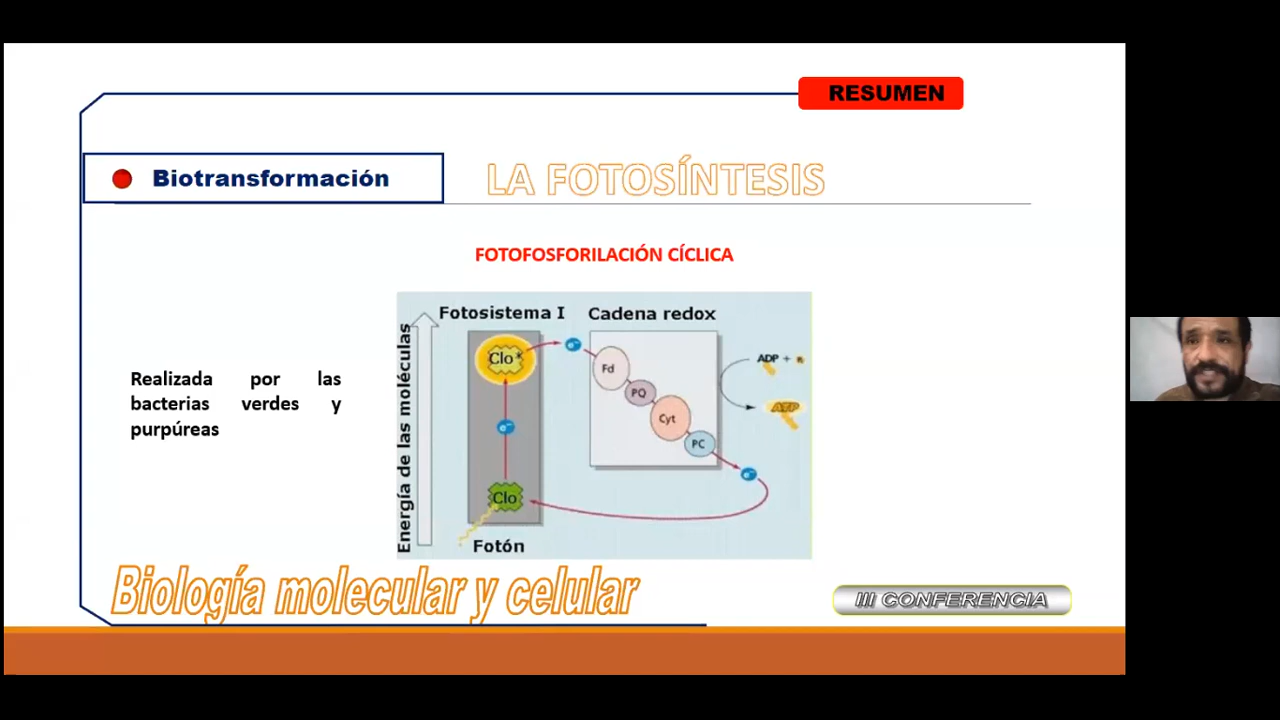 RESUMEN
Biotransformación
LA FOTOSÍNTESIS
FOTOFOSFORILACIÓN CÍCLICA
Realizada por las
bacterias verdes y
purpúreas
Energía de las moléculas
Fotosistema I
Cadena redox
Clo*
e-
Fd
PQ
Cyt
PC
ADP +
ATP
e-
e-
Clo
Fotón
Biología molecular y celular
III CONFERENCIA